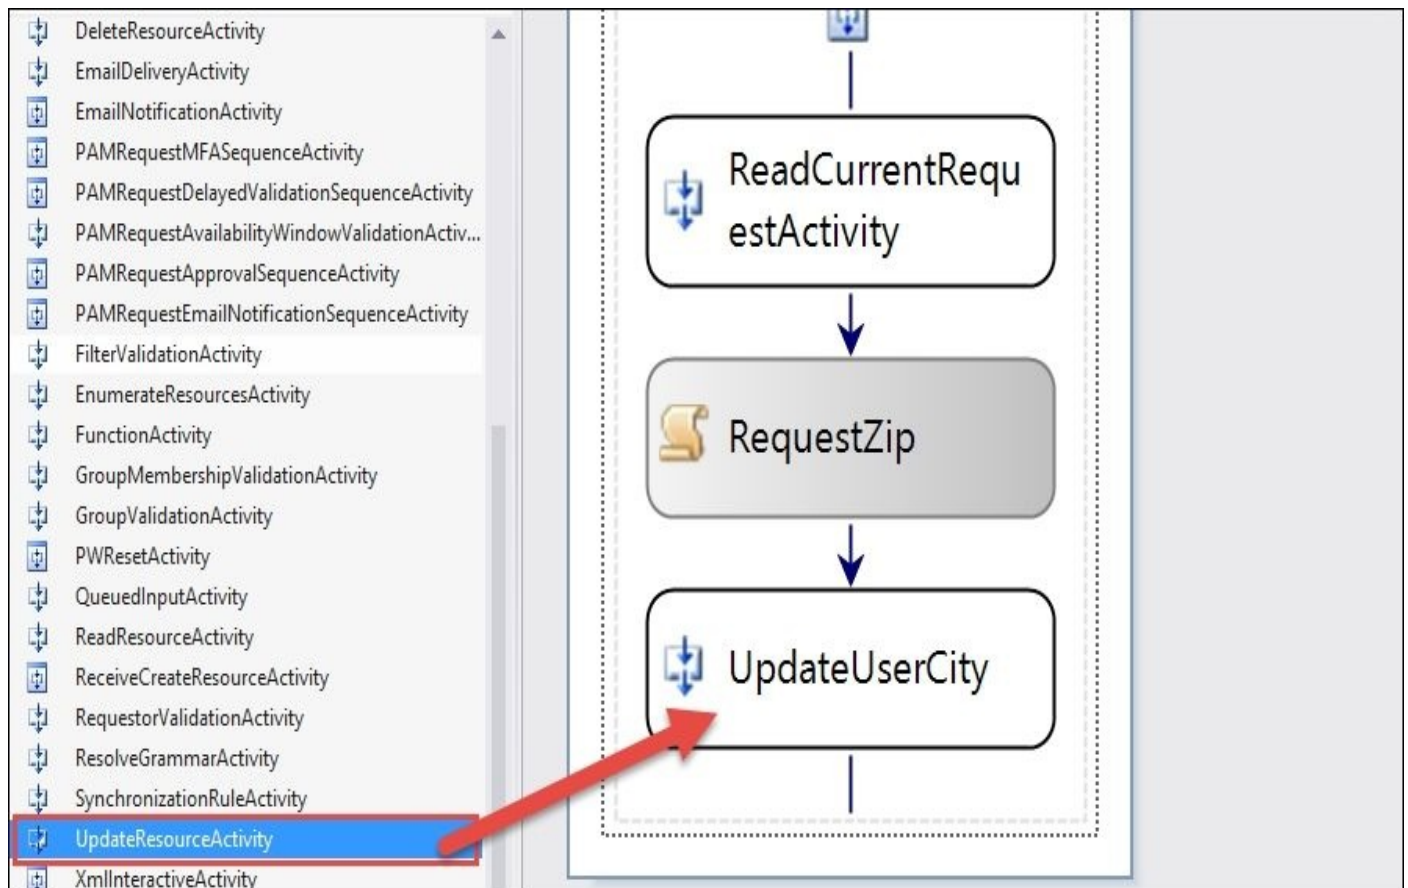 DeleteResourceActivity
EmailDeliveryActivity
EmailNotificationActivity
PAMRequestMFASequenceActivity
PAMRequestDelayedValidationSequenceActivity
PAMRequestAvailabilityWindowValidationActiv...
PAMRequestApprovalSequenceActivity
PAMRequestEmailNotificationSequenceActivity
FilterValidationActivity
EnumerateResourcesActivity
FunctionActivity
GroupMembershipValidationActivity
GroupValidationActivity
PWResetActivity
QueuedInputActivity
ReadResourceActivity
ReceiveCreateResourceActivity
RequestorValidationActivity
ResolveGrammarActivity
SynchronizationRuleActivity
UpdateResourceActivity
XmlInteractiveActivity
ReadCurrentRequ
estActivity
RequestZip
UpdateUserCity